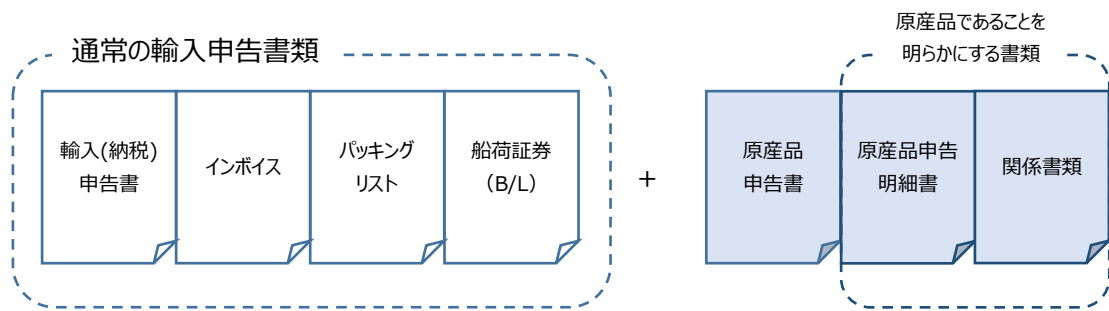 通常の輸入申告書類
輸入(納税)
申告書
インボイス
パッキング
リスト
船荷証券
（B/L）
+
原産品であることを
明らかにする書類
原産品
申告書
原産品申告
明細書
関係書類